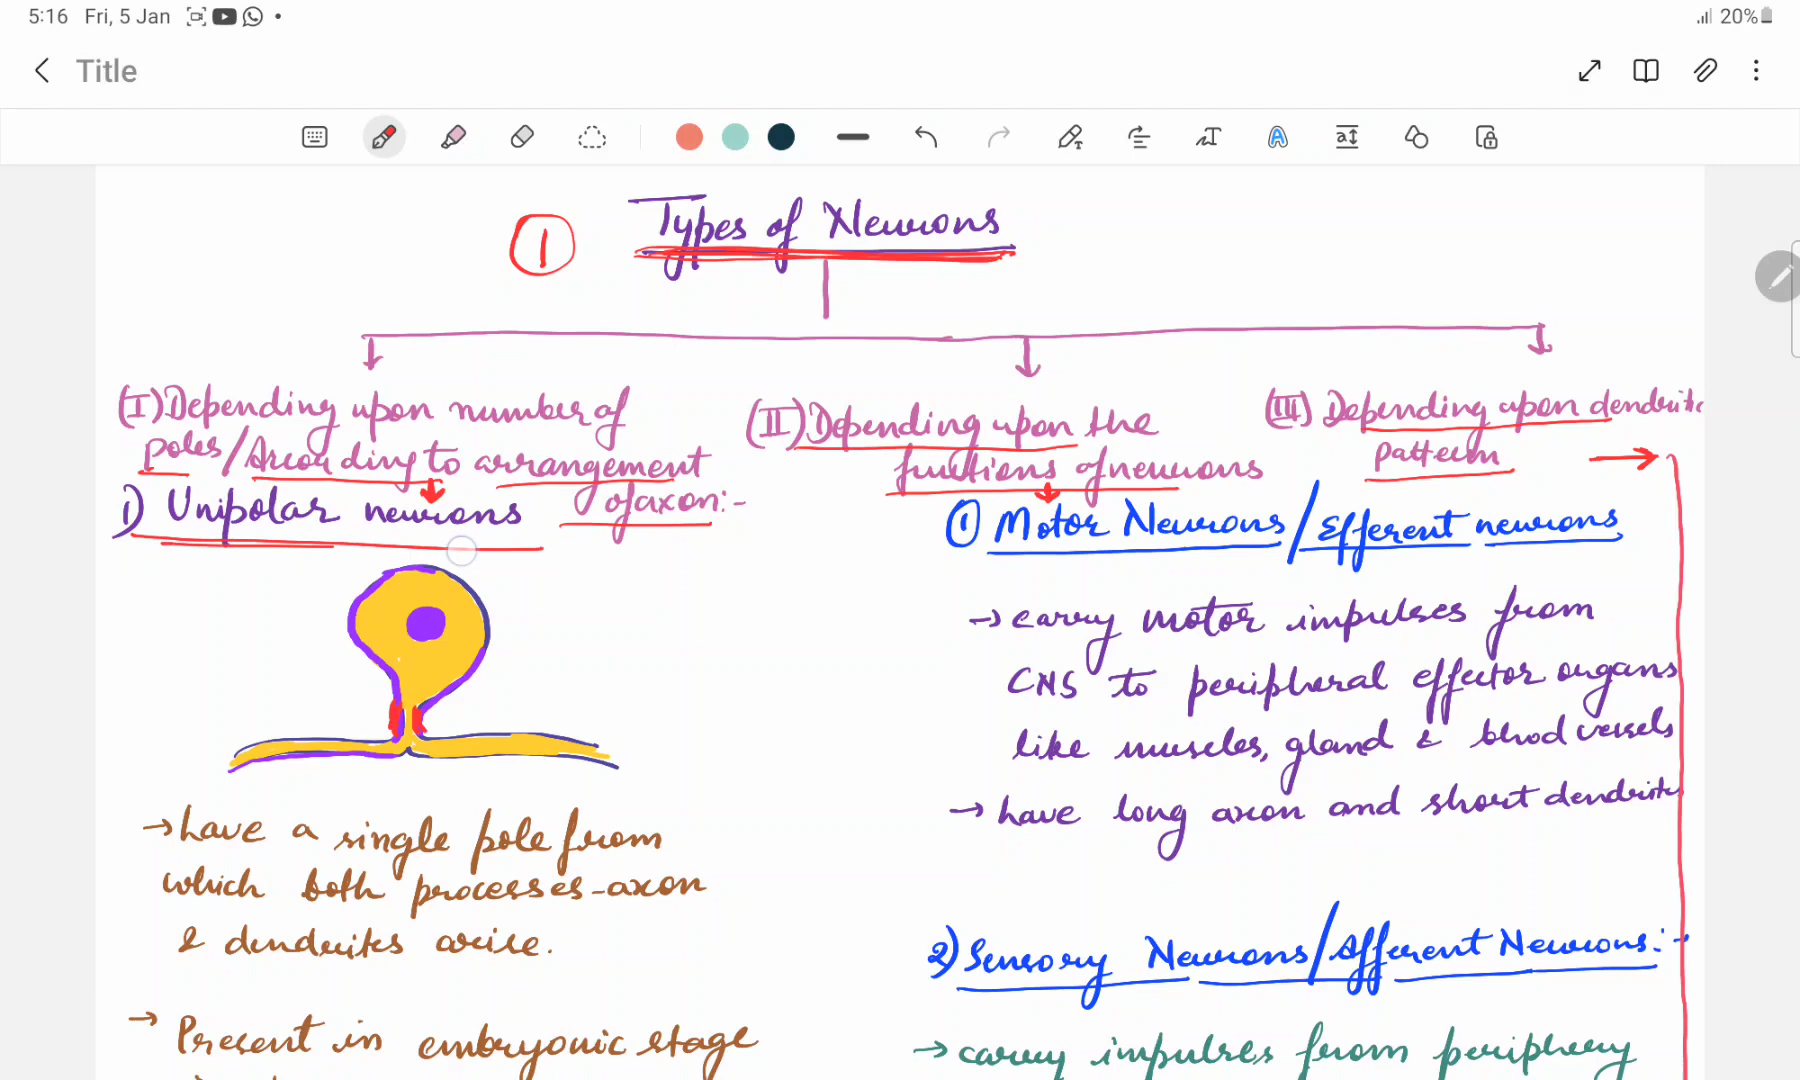 5:16 Fri, 5 Jan
20%
Title
1 Types of Neurons
(I) Depending upon number of
poles/According to arrangement
of axon:-
i) Unipolar neurons
→ have a single pole from
which both processes-axon
& dendrites arise.
→ Present in embryonic stage
(II) Depending upon the
functions of neurons
① Motor Neurons/Efferent neurons
→ carry motor impulses from
CNS to peripheral effector organs
like muscles, gland & blood vessels
→ have long axon and short dendrites
2) Sensory Neurons/Afferent Neurons:-
→ carry impulses from periphery
(III) Depending upon dendritic
pattern